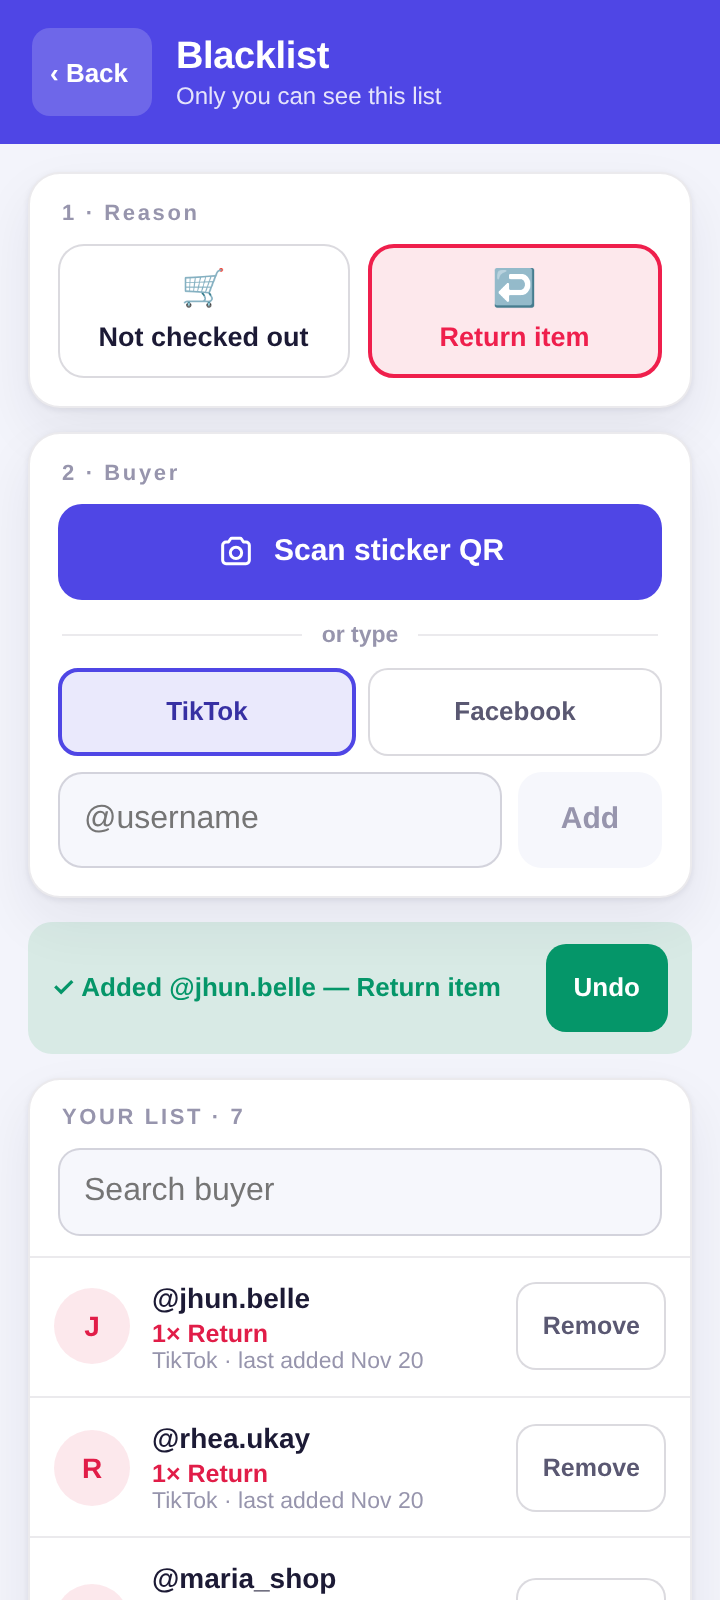 ‹ Back
Blacklist
Only you can see this list
1 · Reason
Not checked out
Return item
2 · Buyer
Scan sticker QR
or type
TikTok
Facebook
@username
Add
✓ Added @jhun.belle — Return item
Undo
YOUR LIST · 7
Search buyer
J
@jhun.belle
1× Return
TikTok · last added Nov 20
Remove
R
@rhea.ukay
1× Return
TikTok · last added Nov 20
Remove
@maria_shop